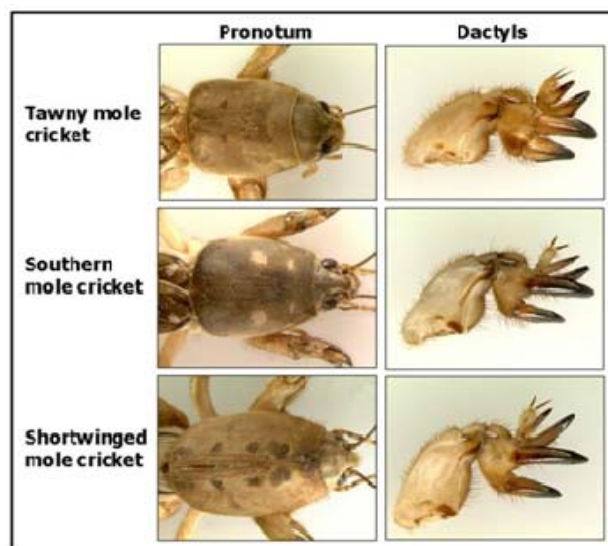 Pronotum Dactyls
Tawny mole
cricket
Southern
mole cricket
Shortwinged
mole cricket